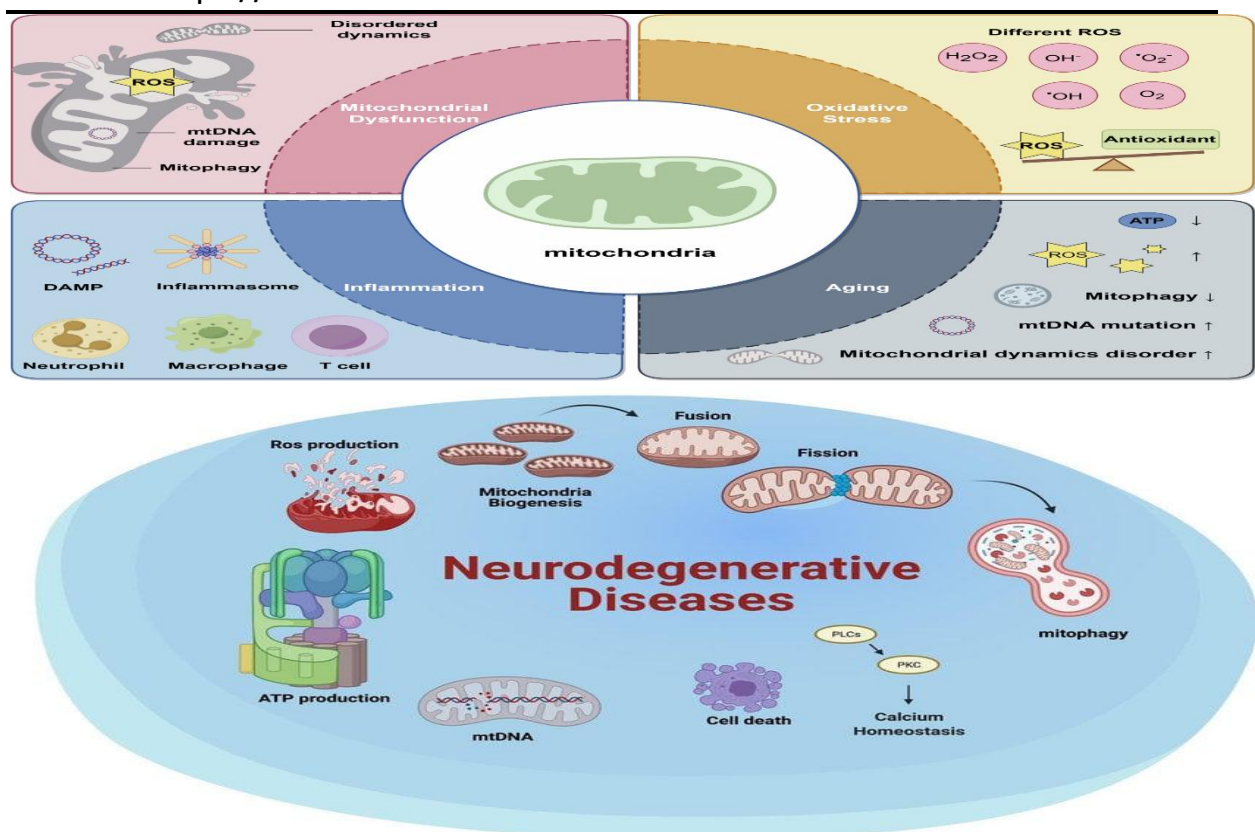 Disordered
dynamics
ROS
mtDNA
damage
Mitophagy
Mitochondrial
Dysfunction
Different ROS
H2O2
OH-
•O2-
•OH
O2
ROS
Antioxidant
Oxidative
Stress
mitochondria
DAMP
Inflammasome
Neutrophil
Macrophage
T cell
Inflammation
Aging
ATP ↓
ROS ↑
Mitophagy ↓
mtDNA mutation ↑
Mitochondrial dynamics disorder ↑
Ros production
Mitochondria
Biogenesis
Fusion
Fission
mitophagy
Neurodegenerative
Diseases
ATP production
mtDNA
Cell death
PLCs
PKC
Calcium
Homeostasis